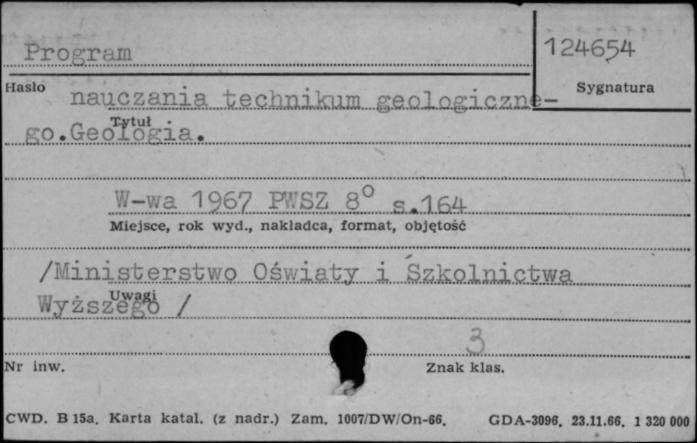 Program
124654
Hasło
Sygnatura
nauczania technikum geologiczne-
Tytuł
go.Geologia.
W-wa 1967 PWSZ 8° s.164
Miejsce, rok wyd., nakładca, format, objętość
/Ministerstwo Oświaty i Szkolnictwa
Uwagi
Wyższego /
3
Nr inw.
Znak klas.
CWD. B 15a. Karta katal. (z nadr.) Zam. 1007/DW/On-66. GDA-3096. 23.11.66. 1 320 000